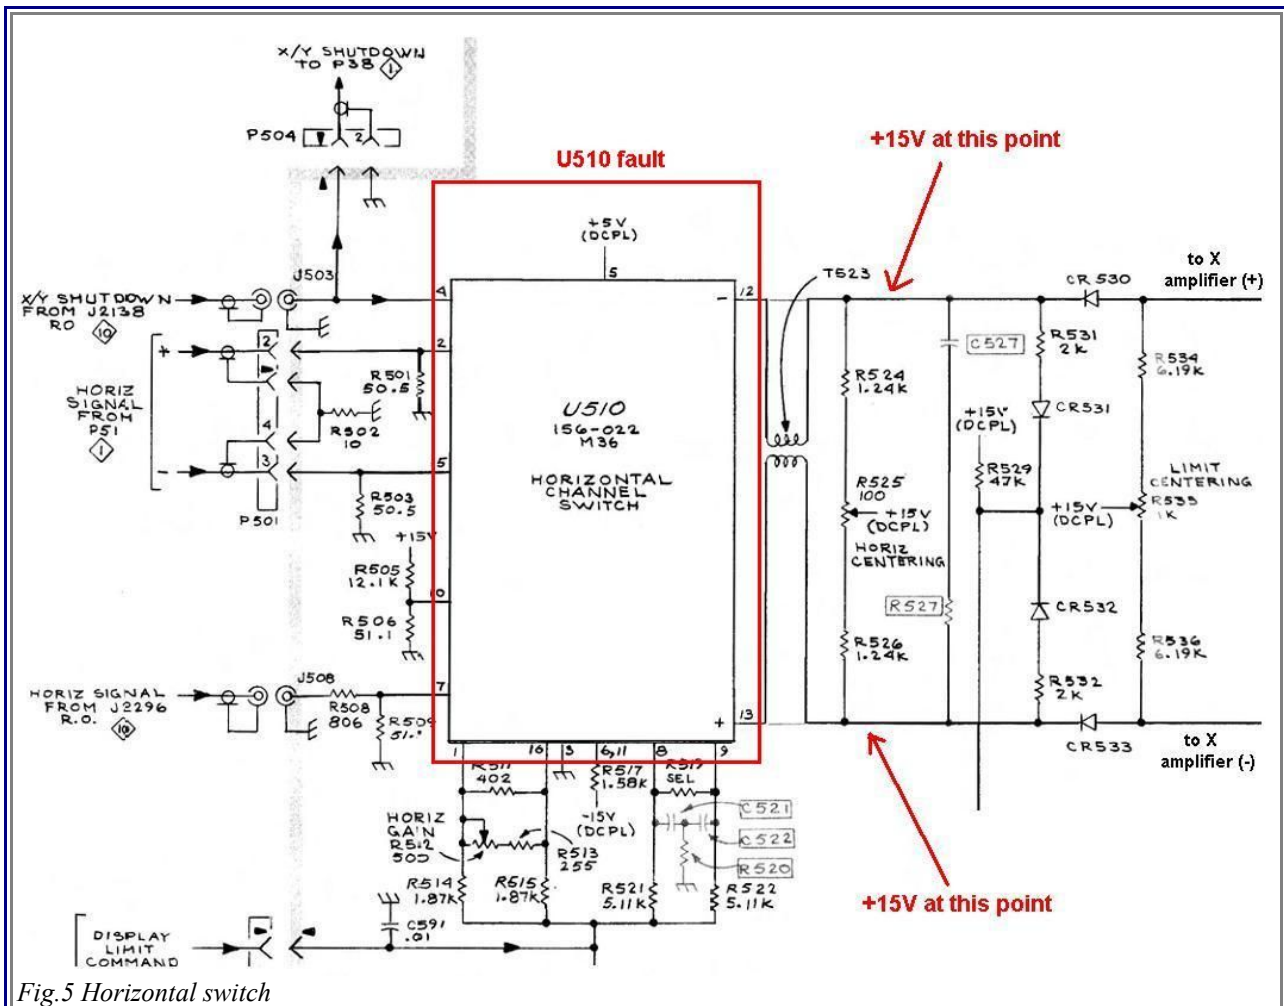 X/Y SHUTDOWN
TO P38 1
P504
2
U510 fault
+15V at this point
+5V
(DCPL)
5
J503
T523
to X
amplifier (+)
CR530
X/Y SHUTDOWN
FROM J2138
RO 10
4
12
-
+
2
2
HORIZ
SIGNAL
FROM
P51
1
R501
50.5
4
R502
10
-
3
5
R503
50.5
P501
U510
156-022
M36
HORIZONTAL
CHANNEL
SWITCH
C527
R531
2K
R534
6.19K
R524
1.24K
+15V
(DCPL)
CR531
R529
47K
LIMIT
CENTERING
R525
100
+15V
(DCPL)
HORIZ
CENTERING
+15V
(DCPL)
1K
+15V
R505
12.1K
10
R506
51.1
R527
CR532
R526
1.24K
R536
6.19K
R532
2K
HORIZ SIGNAL
FROM J2296
R.O. 10
J508
R508
806
7
R509
+
13
CR533
to X
amplifier (-)
1
16
3
6,11
8
9
402
R517
1.58K
SEL
-15V
(DCPL)
C521
C522
R520
HORIZ
GAIN
R512
500
R513
255
R514
1.87K
R515
1.87K
R521
5.11K
R522
5.11K
+15V at this point
C591
.01
DISPLAY
LIMIT
COMMAND
Fig.5 Horizontal switch